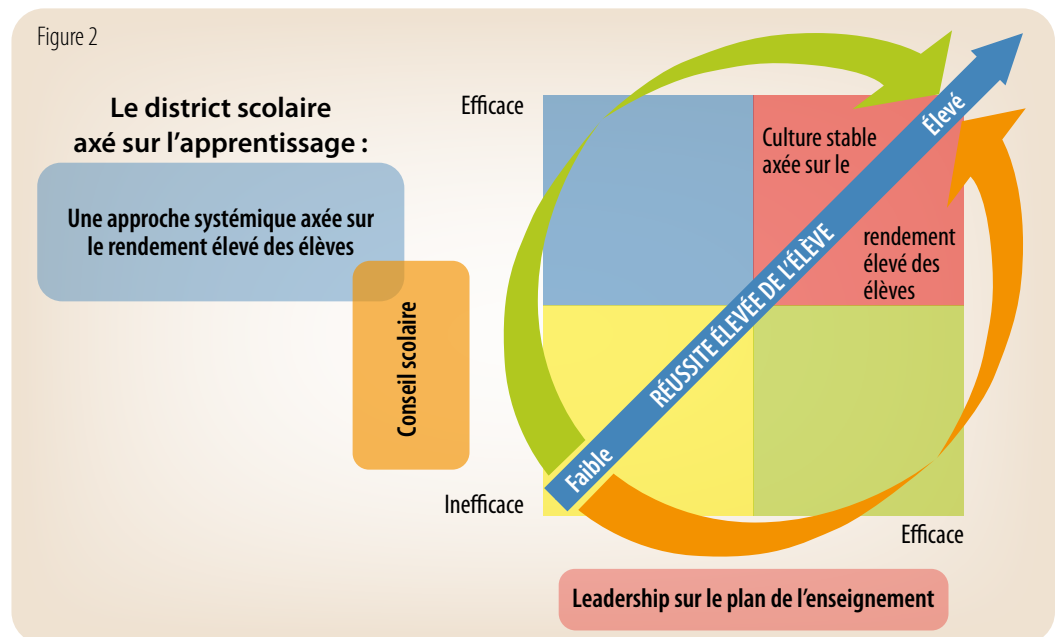 Figure 2
Le district scolaire
axé sur l’apprentissage :
Une approche systémique axée sur
le rendement élevé des élèves
Conseil scolaire
Efficace
Culture stable
axée sur le
rendement
élevé des
élèves
Élevé
RÉUSSITE ÉLEVÉE DE L’ÉLÈVE
Faible
Inefficace
Efficace
Leadership sur le plan de l’enseignement